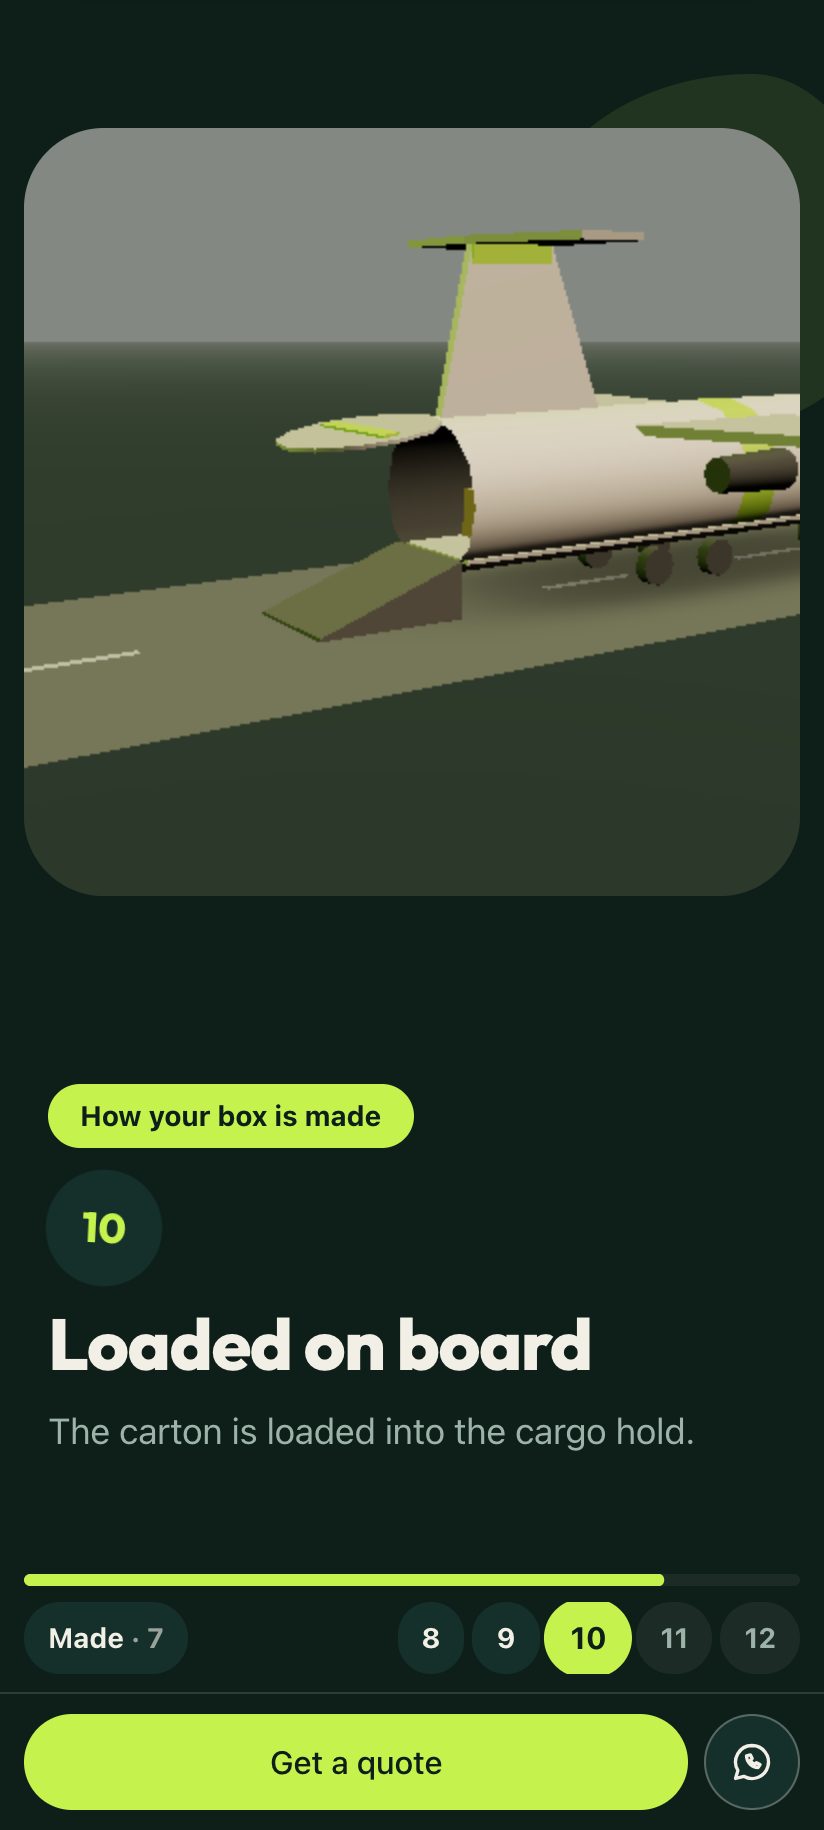 How your box is made
10
Loaded on board
The carton is loaded into the cargo hold.
Made · 7
8
9
10
11
12
Get a quote